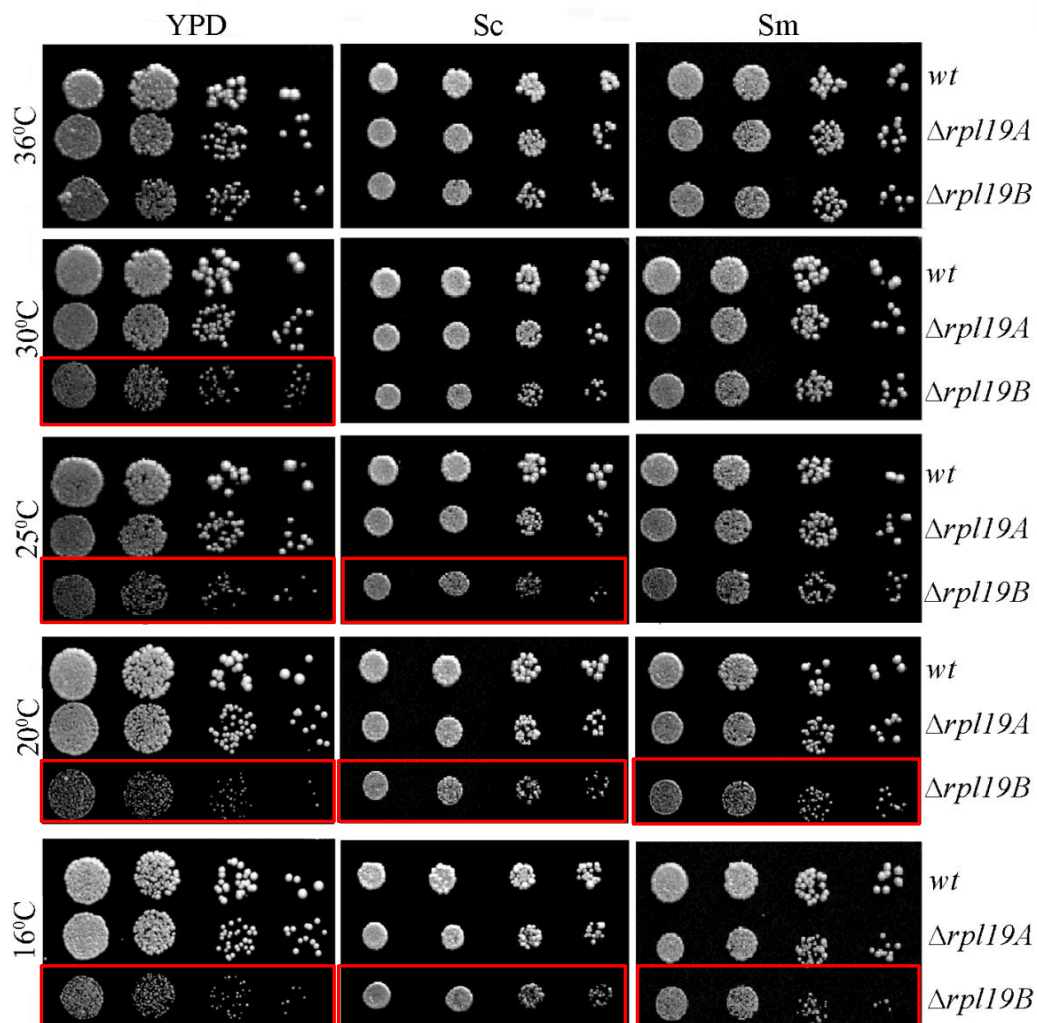 YPD Sc Sm
36⁰C
wt
Δrpl19A
Δrpl19B
30⁰C
wt
Δrpl19A
Δrpl19B
25⁰C
wt
Δrpl19A
Δrpl19B
20⁰C
wt
Δrpl19A
Δrpl19B
16⁰C
wt
Δrpl19A
Δrpl19B